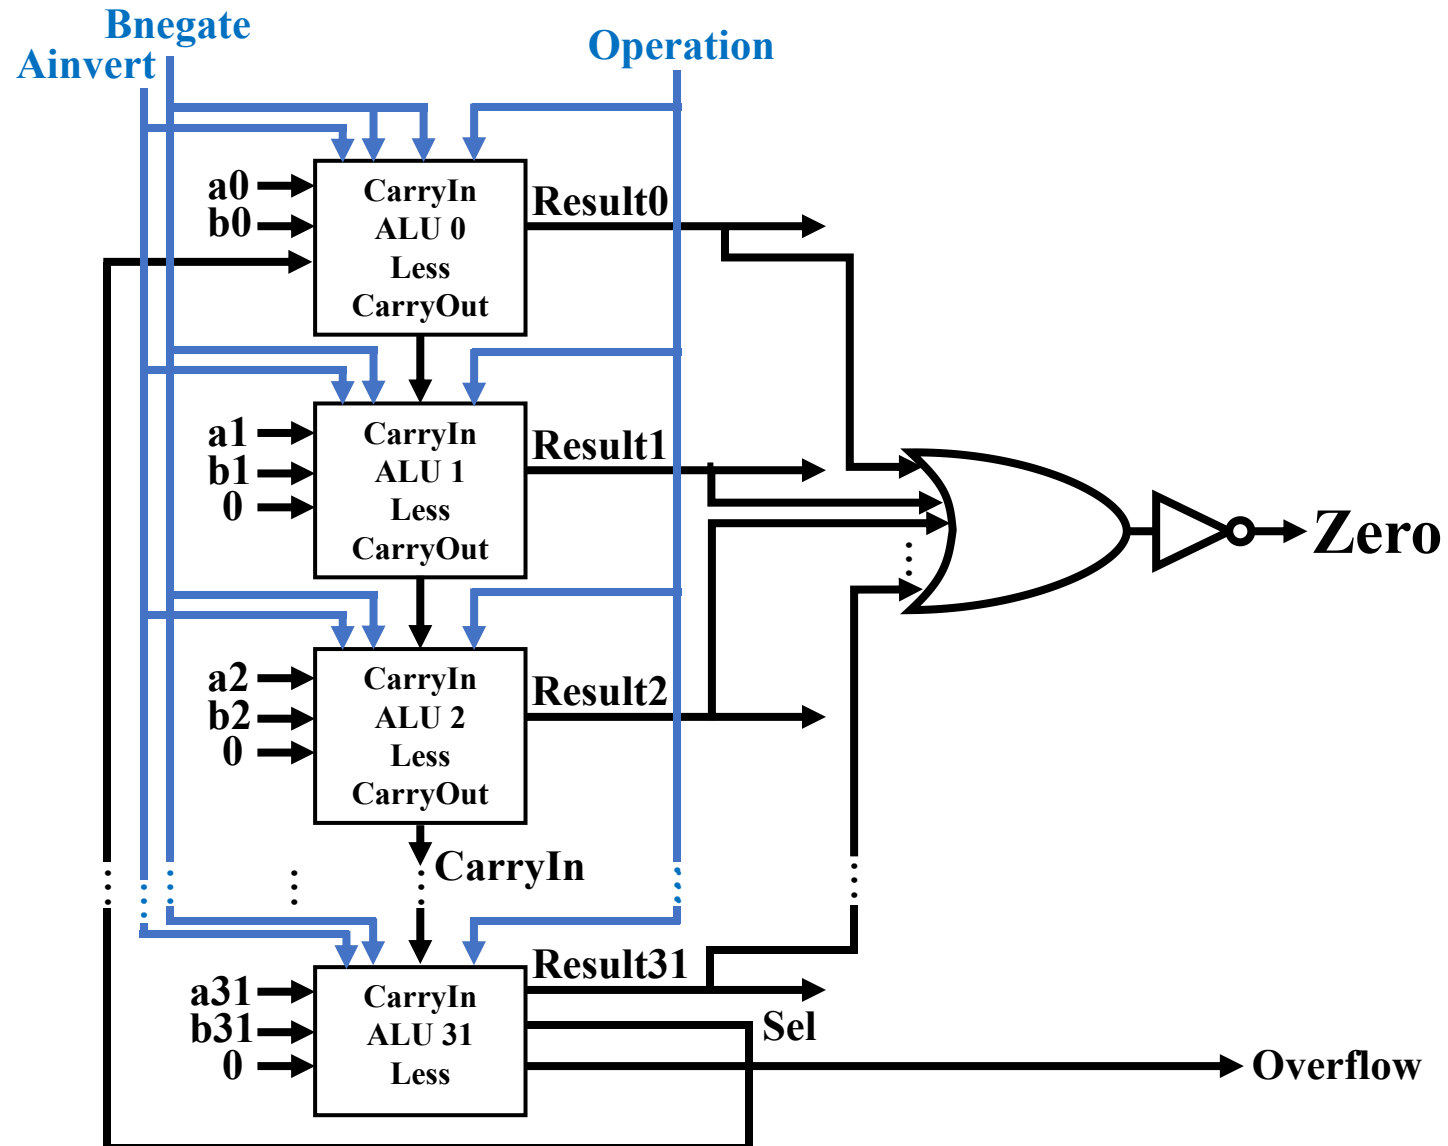 Bnegate
Ainvert
Operation
a0
b0
CarryIn
ALU 0
Less
CarryOut
Result0
a1
b1
0
CarryIn
ALU 1
Less
CarryOut
Result1
Zero
a2
b2
0
CarryIn
ALU 2
Less
CarryOut
Result2
CarryIn
a31
b31
0
CarryIn
ALU 31
Less
Result31
Sel
Overflow